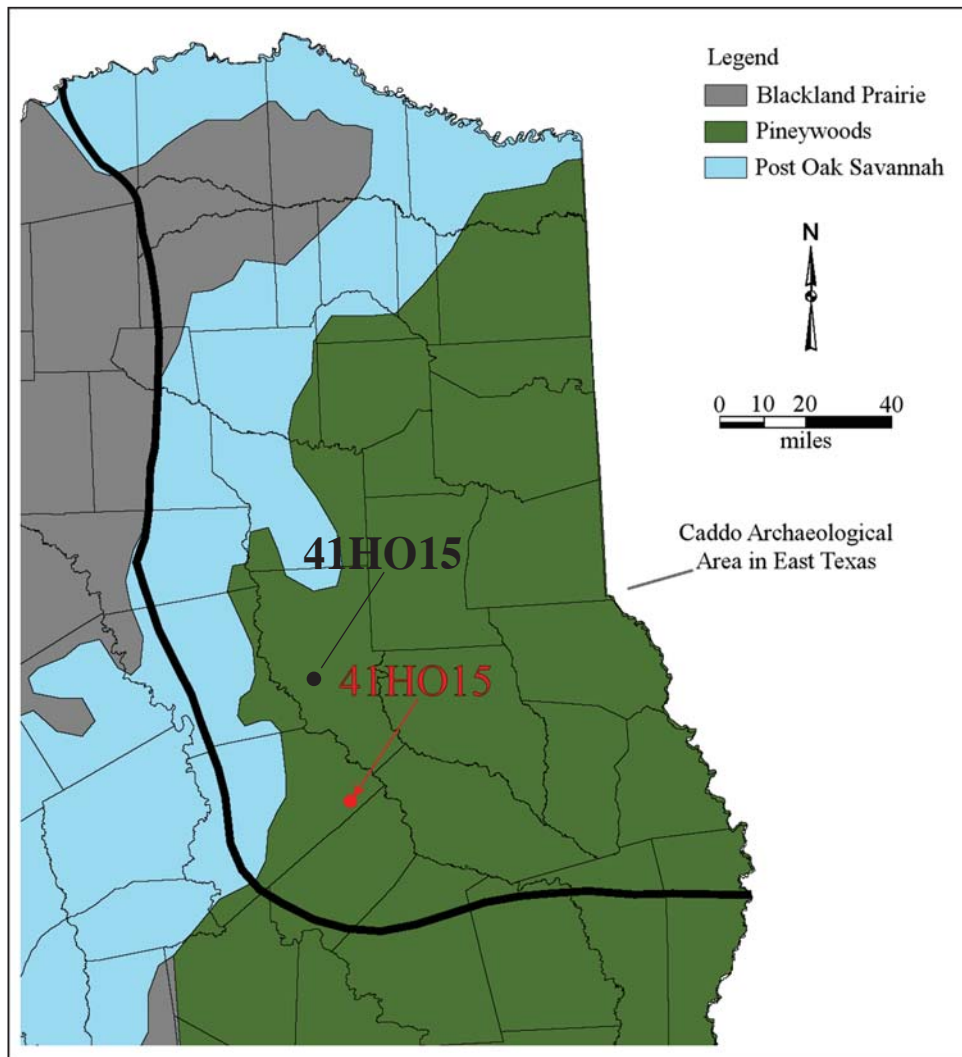 Legend
Blackland Prairie
Pineywoods
Post Oak Savannah
N
0 10 20 40
miles
Caddo Archaeological
Area in East Texas
41HO15
41HO15